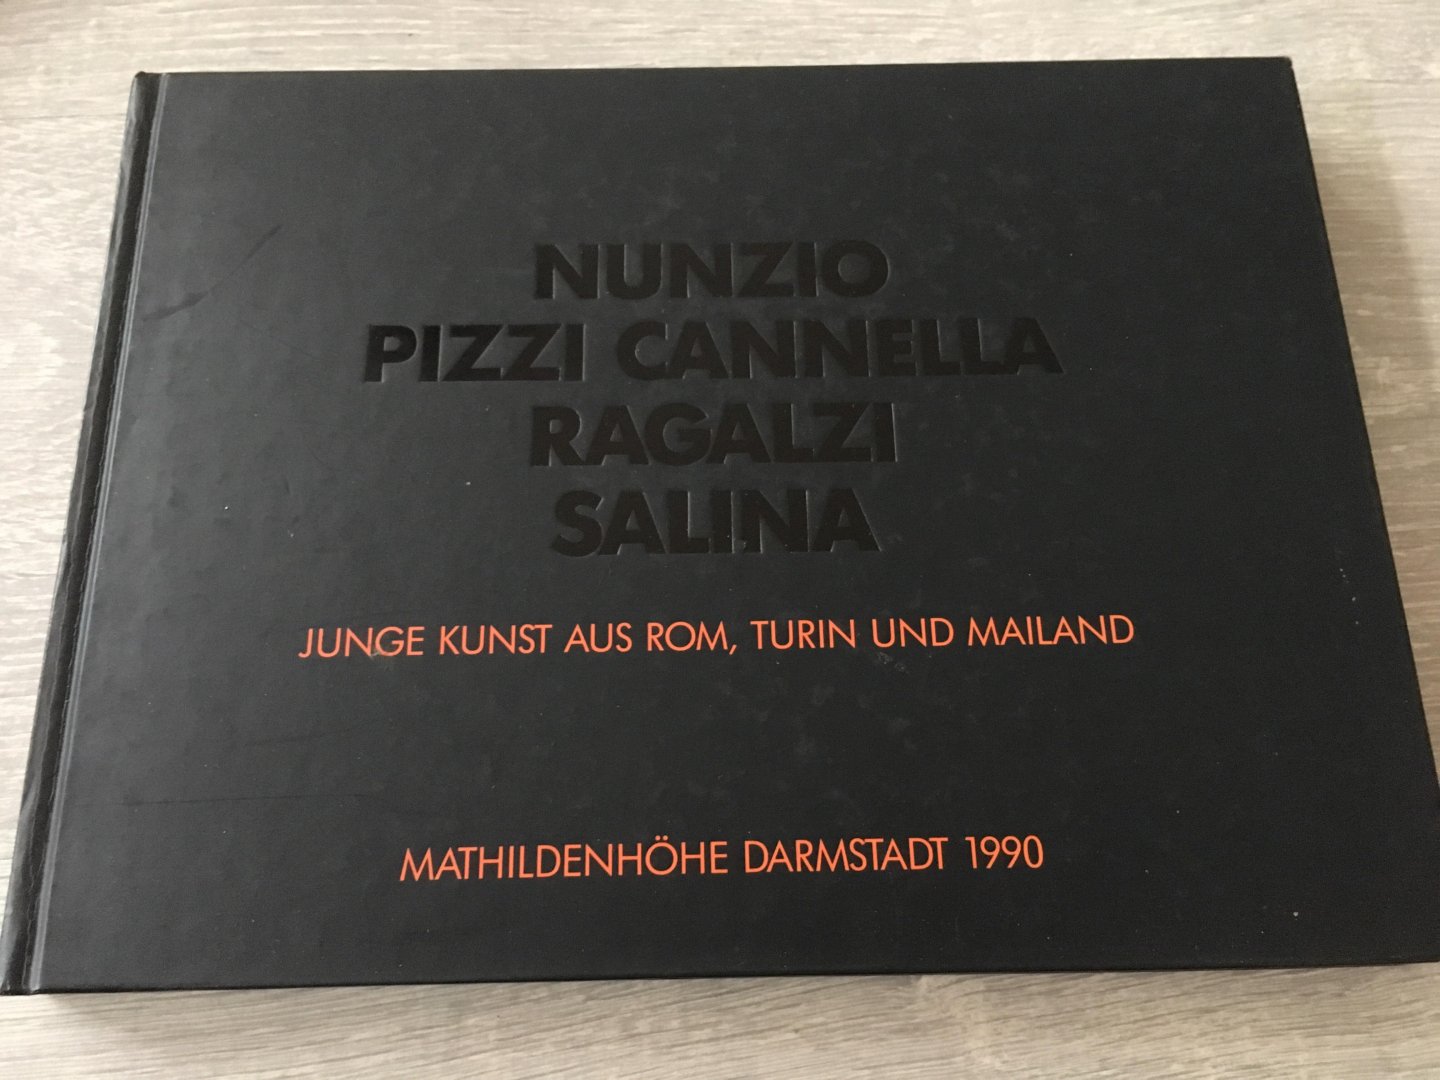 NUNZIO
PIZZI CANNELLA
RAGALZI
SALINA
JUNGE KUNST AUS ROM, TURIN UND MAILAND
MATHILDENHÖHE DARMSTADT 1990